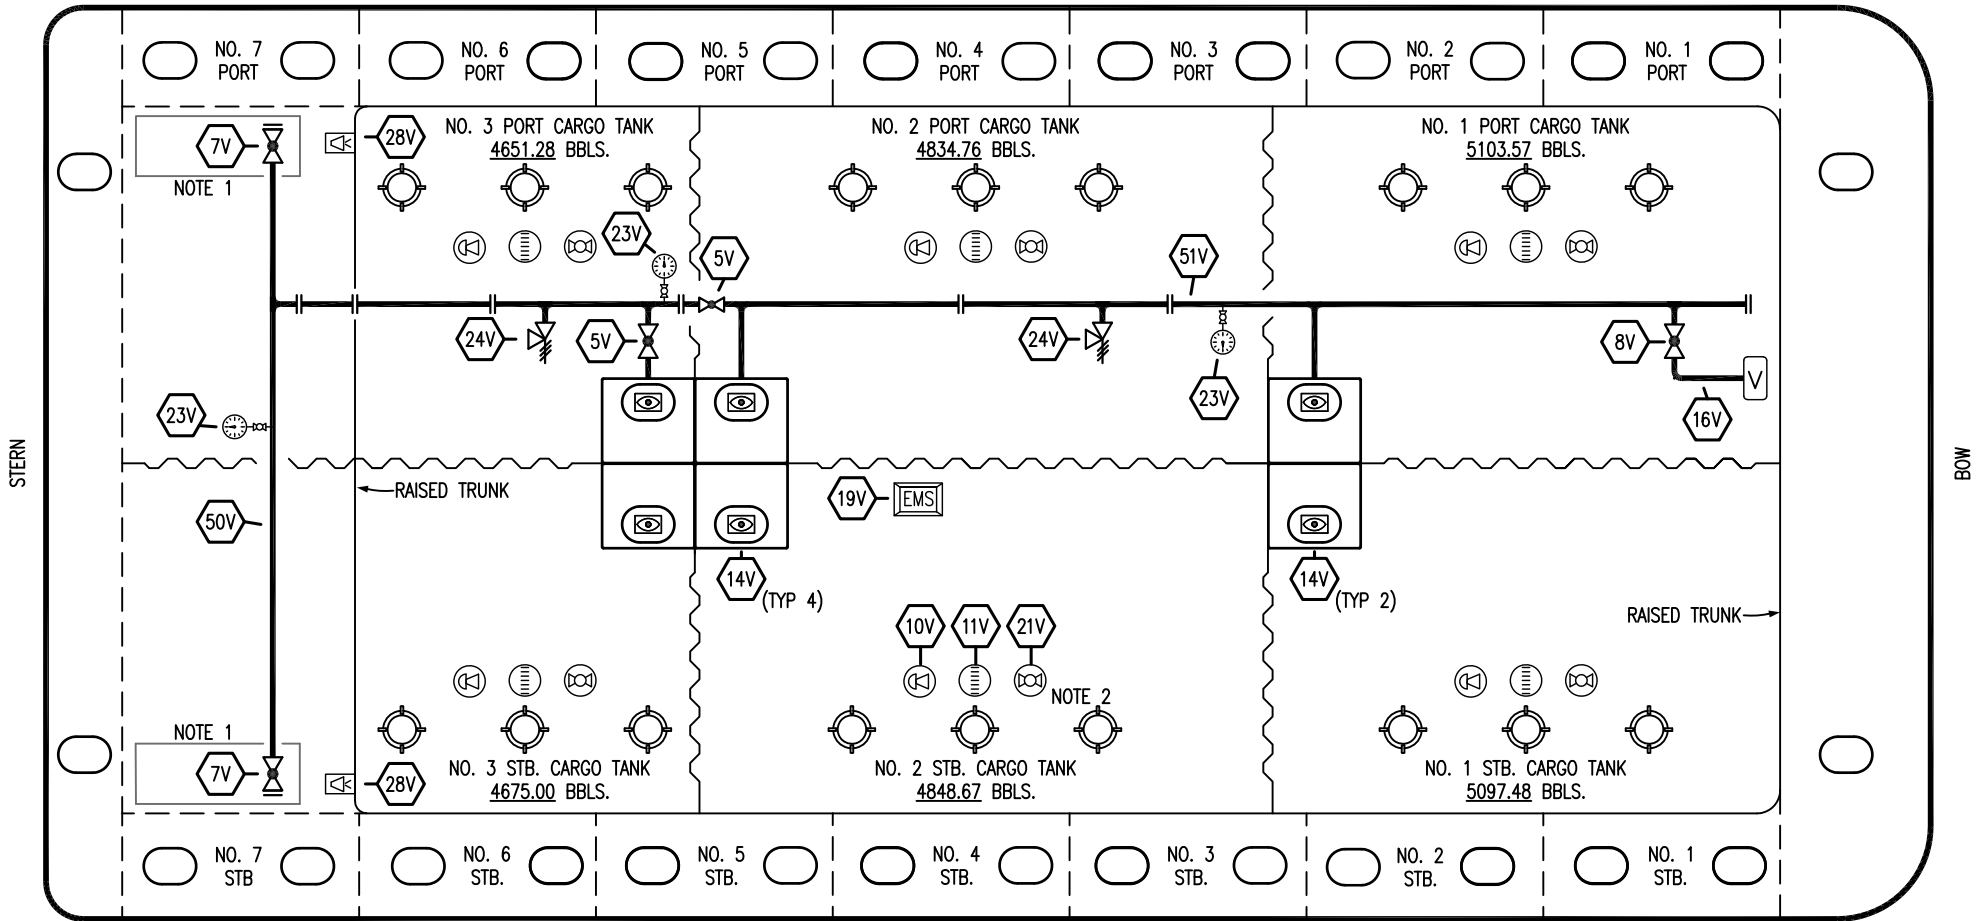 NO. 7
PORT
NO. 6
PORT
NO. 5
PORT
NO. 4
PORT
NO. 3
PORT
NO. 2
PORT
NO. 1
PORT
7V
NOTE 1
28V
NO. 3 PORT CARGO TANK
4651.28 BBLS.
NO. 2 PORT CARGO TANK
4834.76 BBLS.
NO. 1 PORT CARGO TANK
5103.57 BBLS.
23V
5V
51V
24V
5V
24V
8V
23V
23V
16V
V
STERN
BOW
RAISED TRUNK
19V
EMS
50V
14V
(TYP 4)
14V
(TYP 2)
RAISED TRUNK
10V
11V
21V
NOTE 2
NOTE 1
7V
28V
NO. 3 STB. CARGO TANK
4675.00 BBLS.
NO. 2 STB. CARGO TANK
4848.67 BBLS.
NO. 1 STB. CARGO TANK
5097.48 BBLS.
NO. 7
STB
NO. 6
STB.
NO. 5
STB.
NO. 4
STB.
NO. 3
STB.
NO. 2
STB.
NO. 1
STB.